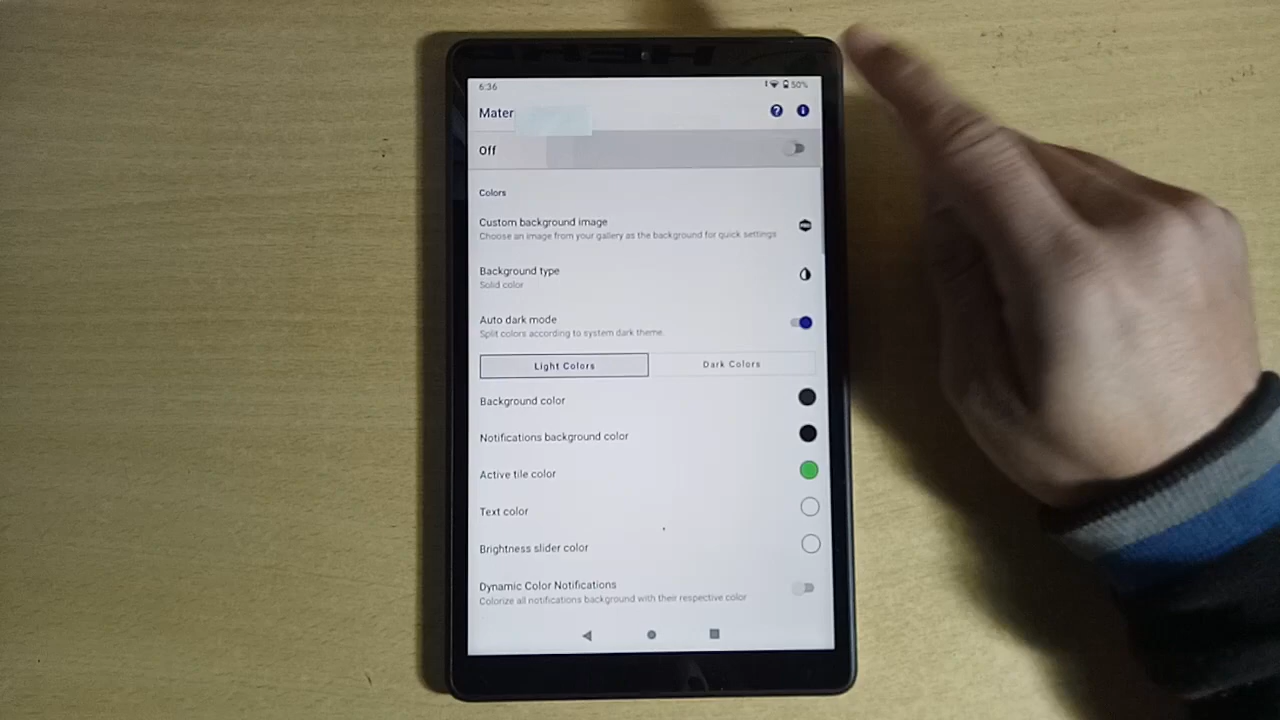 6:36 50%
Mater
Off
Colors
Custom background image
Choose an image from your gallery as the background for quick settings
Background type
Solid color
Auto dark mode
Split colors according to system dark theme.
Light Colors Dark Colors
Background color
Notifications background color
Active tile color
Text color
Brightness slider color
Dynamic Color Notifications
Colorize all notifications background with their respective color